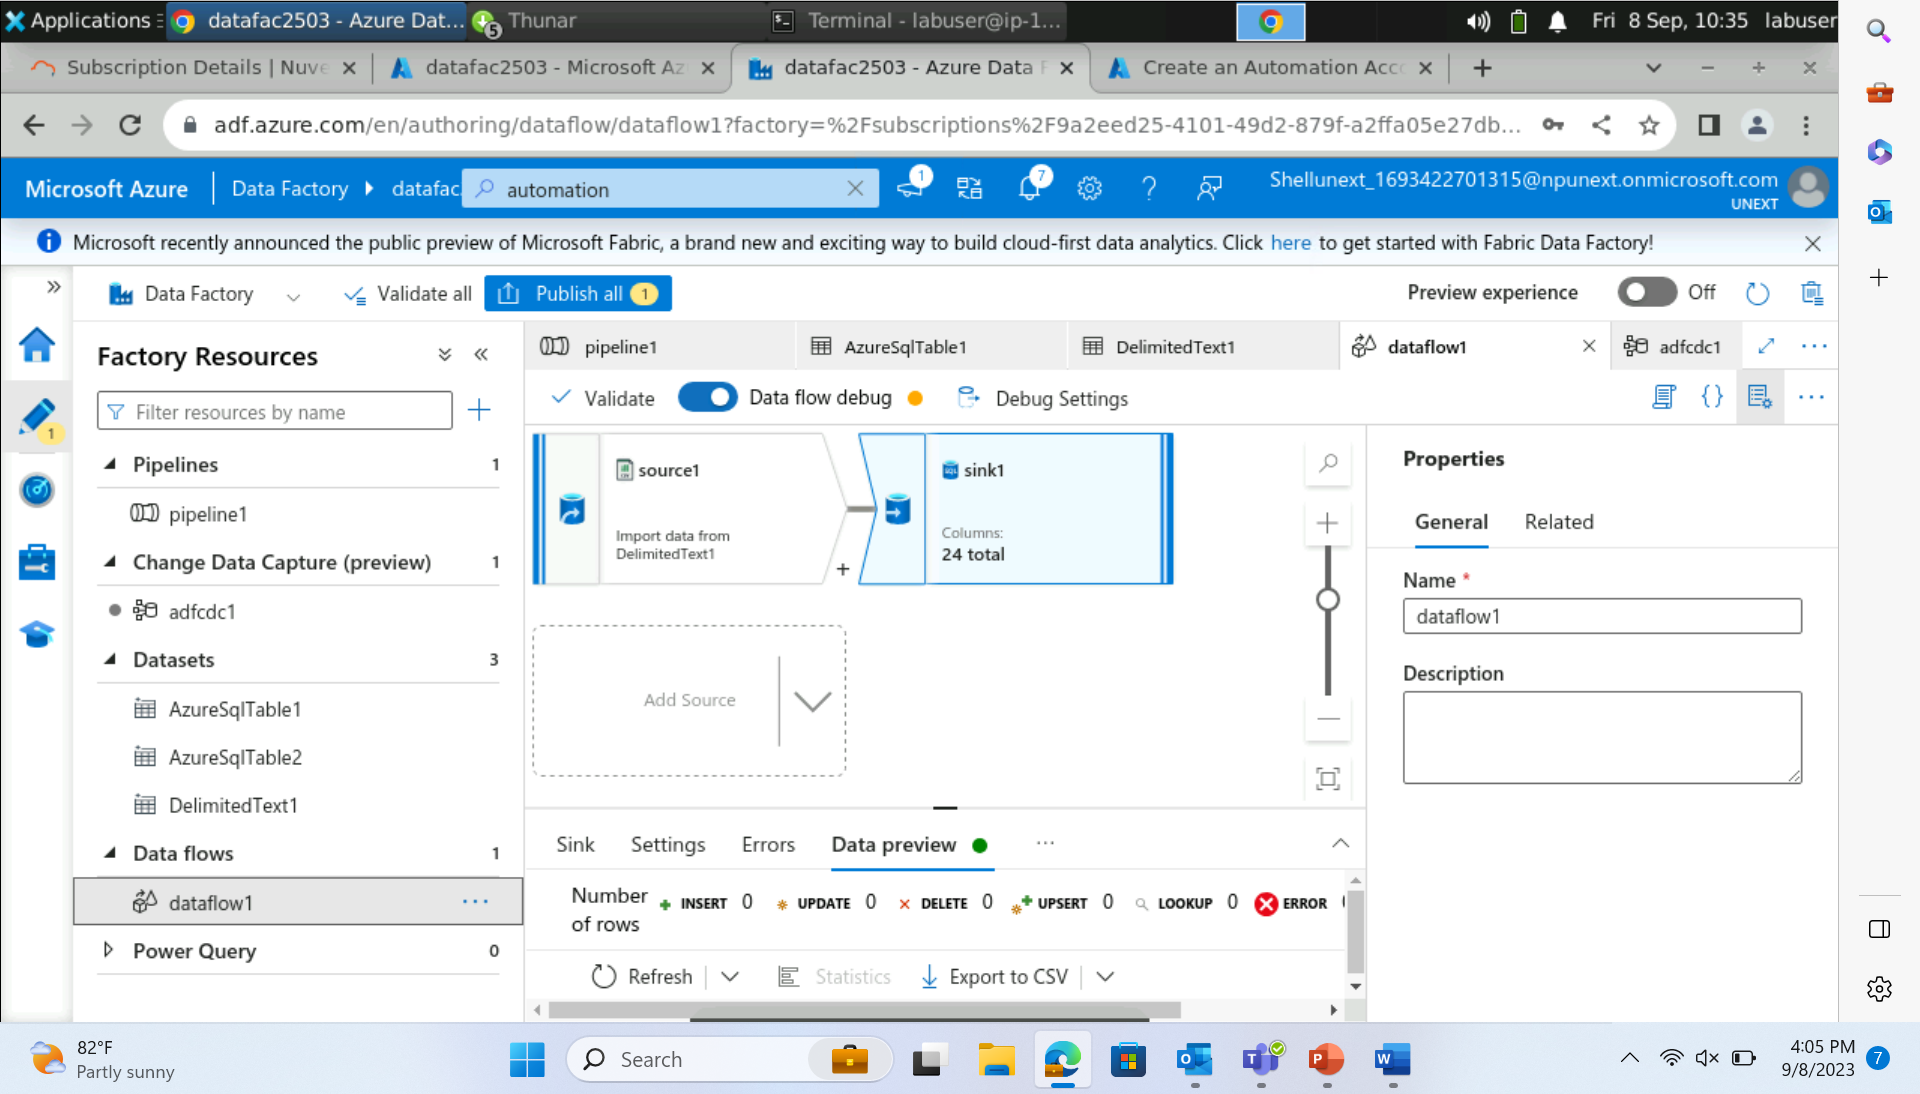 Applications
datafac2503 - Azure Dat...
5
Thunar
Terminal - labuser@ip-1...
Fri 8 Sep, 10:35 labuser
Subscription Details | Nuve
datafac2503 - Microsoft Az
datafac2503 - Azure Data F
Create an Automation Acco
adf.azure.com/en/authoring/dataflow/dataflow1?factory=%2Fsubscriptions%2F9a2eed25-4101-49d2-879f-a2ffa05e27db...
Microsoft Azure
Data Factory
datafac
automation
1
7
?
Shellunext_1693422701315@npunext.onmicrosoft.com
UNEXT
Microsoft recently announced the public preview of Microsoft Fabric, a brand new and exciting way to build cloud-first data analytics. Click here to get started with Fabric Data Factory!
Data Factory
Validate all
Publish all 1
Preview experience
Off
1
Factory Resources
Filter resources by name
Pipelines 1
pipeline1
Change Data Capture (preview) 1
adfcdc1
Datasets 3
AzureSqlTable1
AzureSqlTable2
DelimitedText1
Data flows 1
dataflow1 ...
Power Query 0
pipeline1
AzureSqlTable1
DelimitedText1
dataflow1
adfcdc1
...
Validate
Data flow debug
Debug Settings
{}
...
source1
Import data from
DelimitedText1
+
SQL sink1
Columns:
24 total
Add Source
Properties
General
Related
Name *
dataflow1
Description
Sink
Settings
Errors
Data preview
...
Number
of rows
INSERT 0
UPDATE 0
DELETE 0
UPSERT 0
LOOKUP 0
ERROR
Refresh
Statistics
Export to CSV
82°F
Partly sunny
Search
4:05 PM
9/8/2023
7